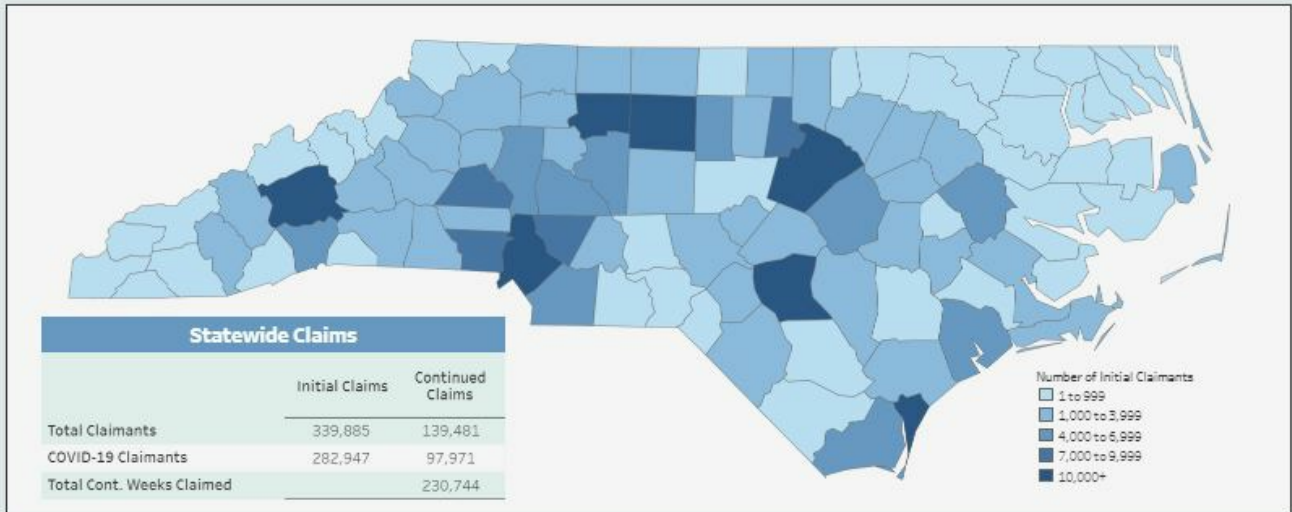 Statewide Claims
Initial Claims Continued Claims
Total Claimants 339,885 139,481
COVID-19 Claimants 282,947 97,971
Total Cont. Weeks Claimed 230,744
Number of Initial Claimants
1 to 999
1,000 to 3,999
4,000 to 6,999
7,000 to 9,999
10,000+